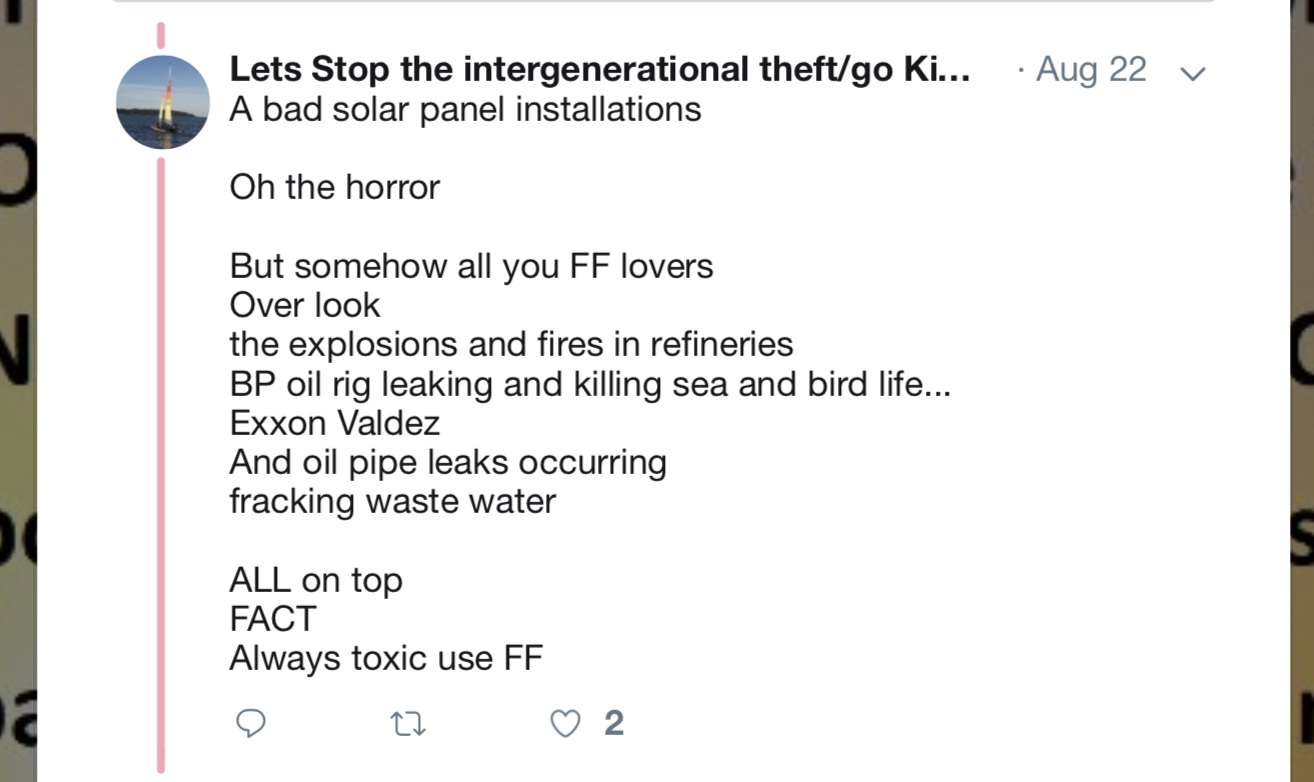 Lets Stop the intergenerational theft/go Ki... · Aug 22
A bad solar panel installations
Oh the horror
But somehow all you FF lovers
Over look
the explosions and fires in refineries
BP oil rig leaking and killing sea and bird life...
Exxon Valdez
And oil pipe leaks occurring
fracking waste water
ALL on top
FACT
Always toxic use FF
2